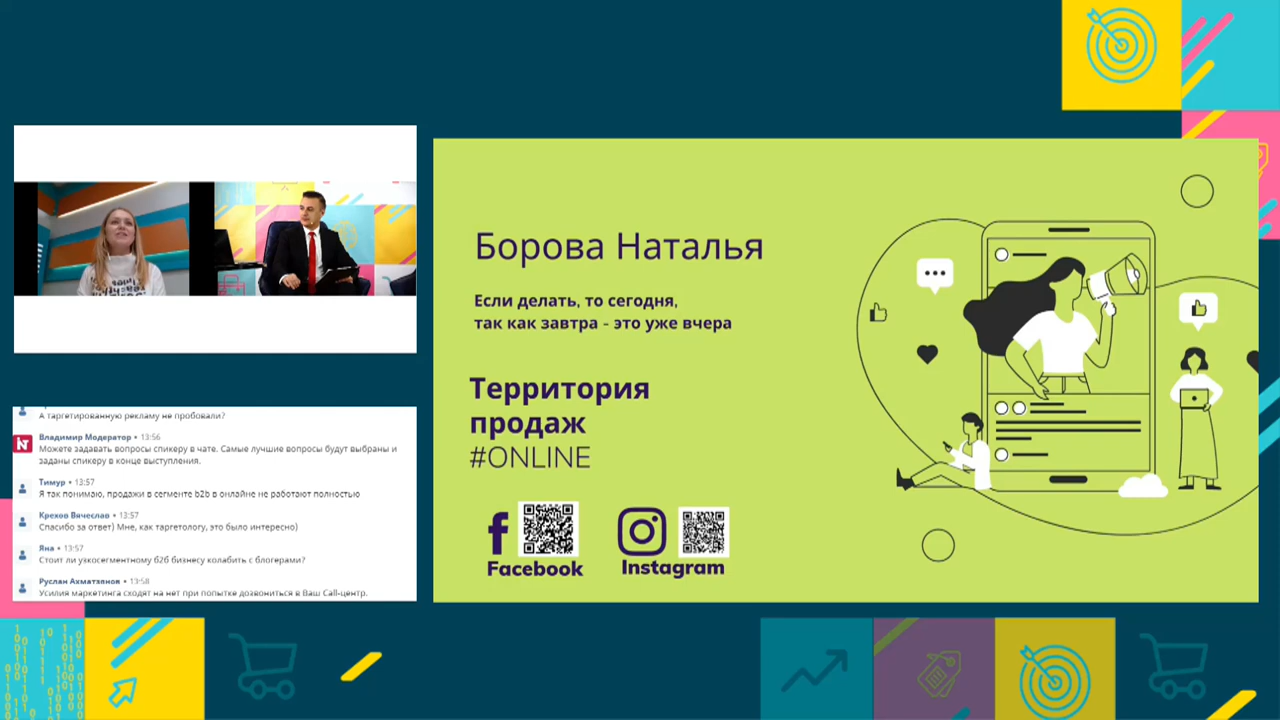 Борова Наталья
Если делать, то сегодня,
так как завтра - это уже вчера
Территория
продаж
#ONLINE
Facebook
Instagram
А таргетированную рекламу не пробовали?
Владимир Модератор • 13:56
Можете задавать вопросы спикеру в чате. Самые лучшие вопросы будут выбраны и
заданы спикеру в конце выступления.
Тимур • 13:57
Я так понимаю, продажи в сегменте b2b в онлайне не работают полностью
Крехов Вячеслав • 13:57
Спасибо за ответ) Мне, как таргетологу, это было интересно)
Яна • 13:57
Стоит ли узкосегментному б2б бизнесу колабить с блогерами?
Руслан Ахматзянов • 13:58
Усилия маркетинга сходят на нет при попытке дозвониться в Ваш Call-центр.